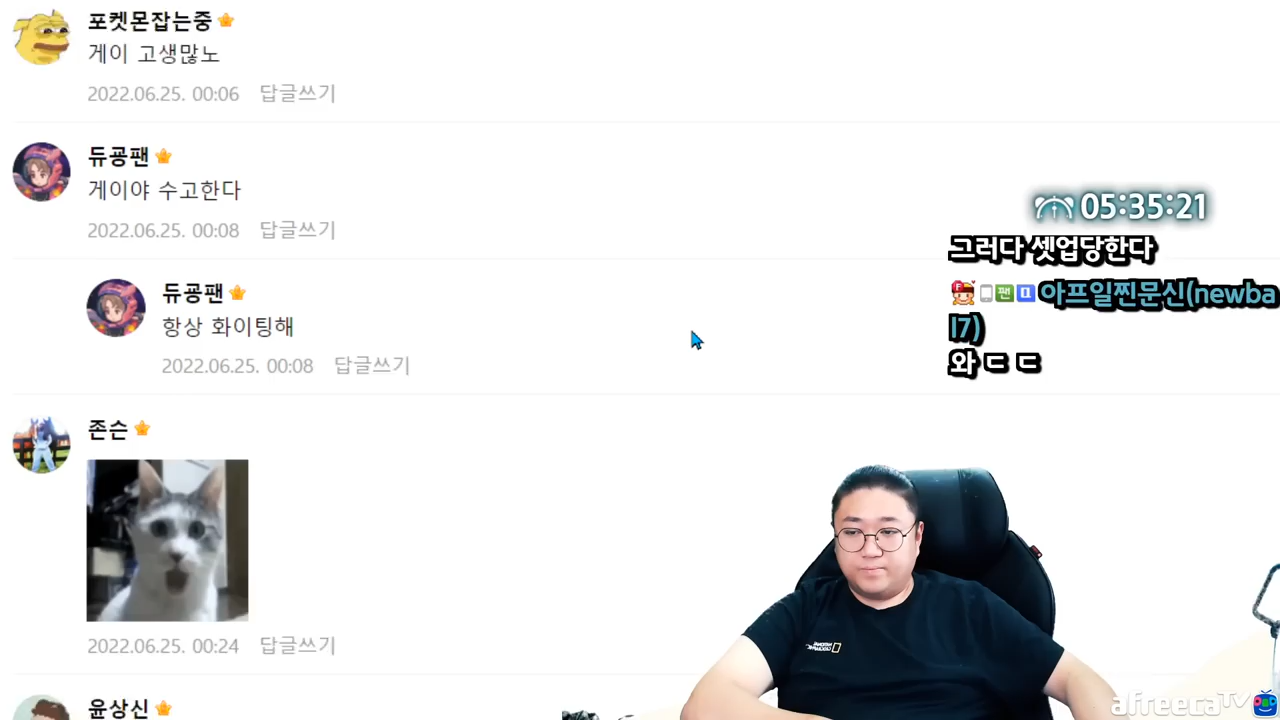 포켓몬잡는중
게이 고생많노
2022.06.25. 00:06 답글쓰기
듀공팬
게이야 수고한다
2022.06.25. 00:08 답글쓰기
듀공팬
항상 화이팅해
2022.06.25. 00:08 답글쓰기
존슨
2022.06.25. 00:24 답글쓰기
윤상신
05:35:21
그러다 셋업당한다
F 팬 아프일찐문신(newba
l7)
와 ㄷ ㄷ
afreecaTV